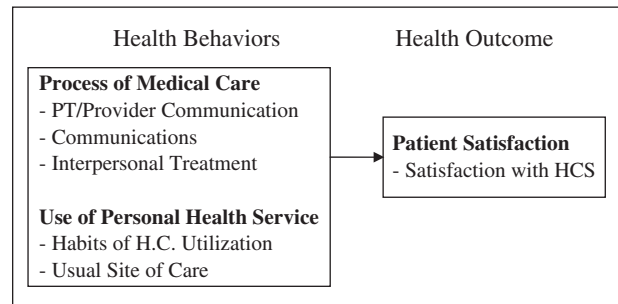 Health Behaviors
Health Outcome
Process of Medical Care
- PT/Provider Communication
- Communications
- Interpersonal Treatment
Use of Personal Health Service
- Habits of H.C. Utilization
- Usual Site of Care
Patient Satisfaction
- Satisfaction with HCS